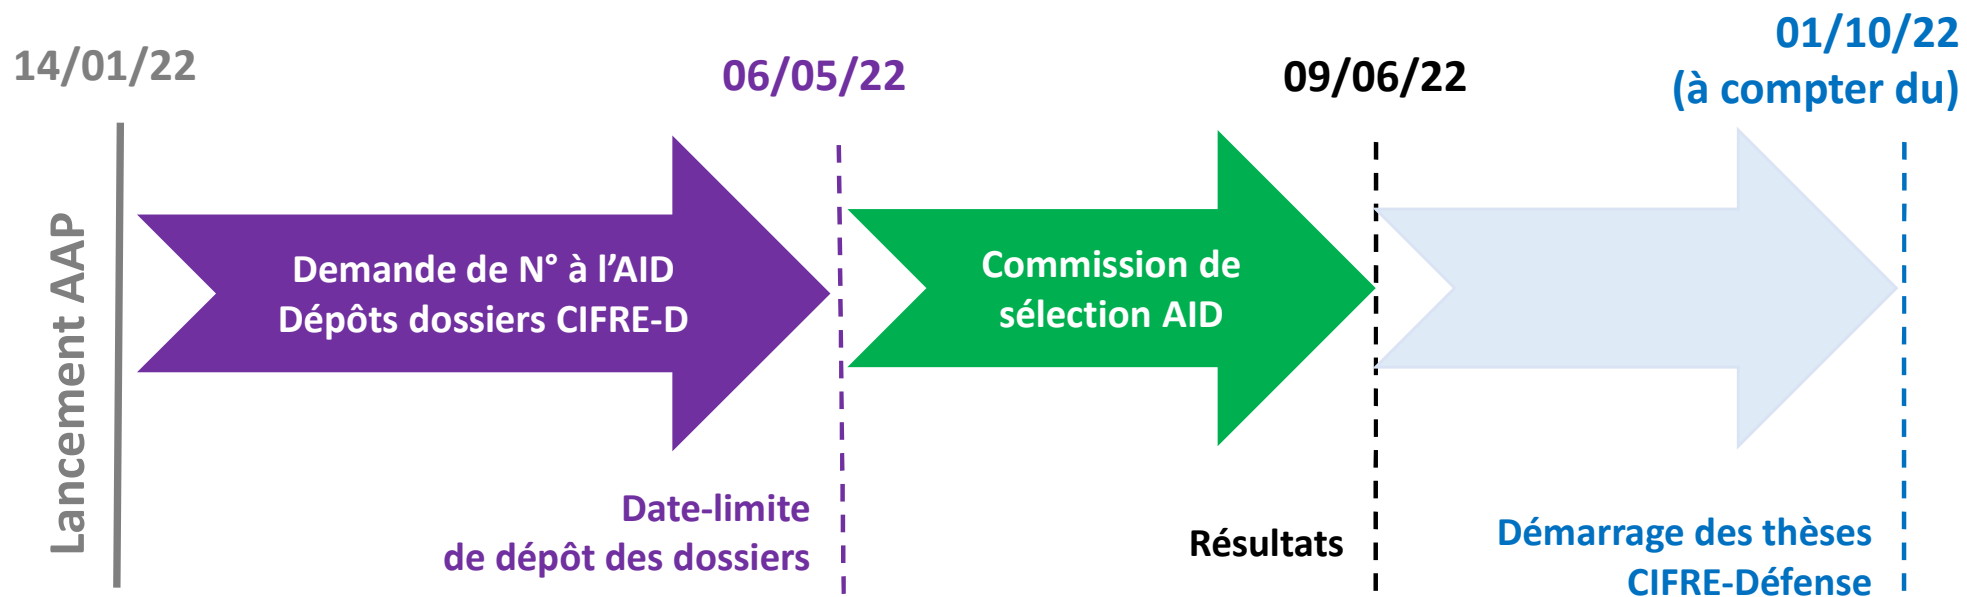 14/01/22
Lancement AAP
Demande de N° à l’AID
Dépôts dossiers CIFRE-D
06/05/22
Date-limite
de dépôt des dossiers
Commission de
sélection AID
09/06/22
Résultats
01/10/22
(à compter du)
Démarrage des thèses
CIFRE-Défense